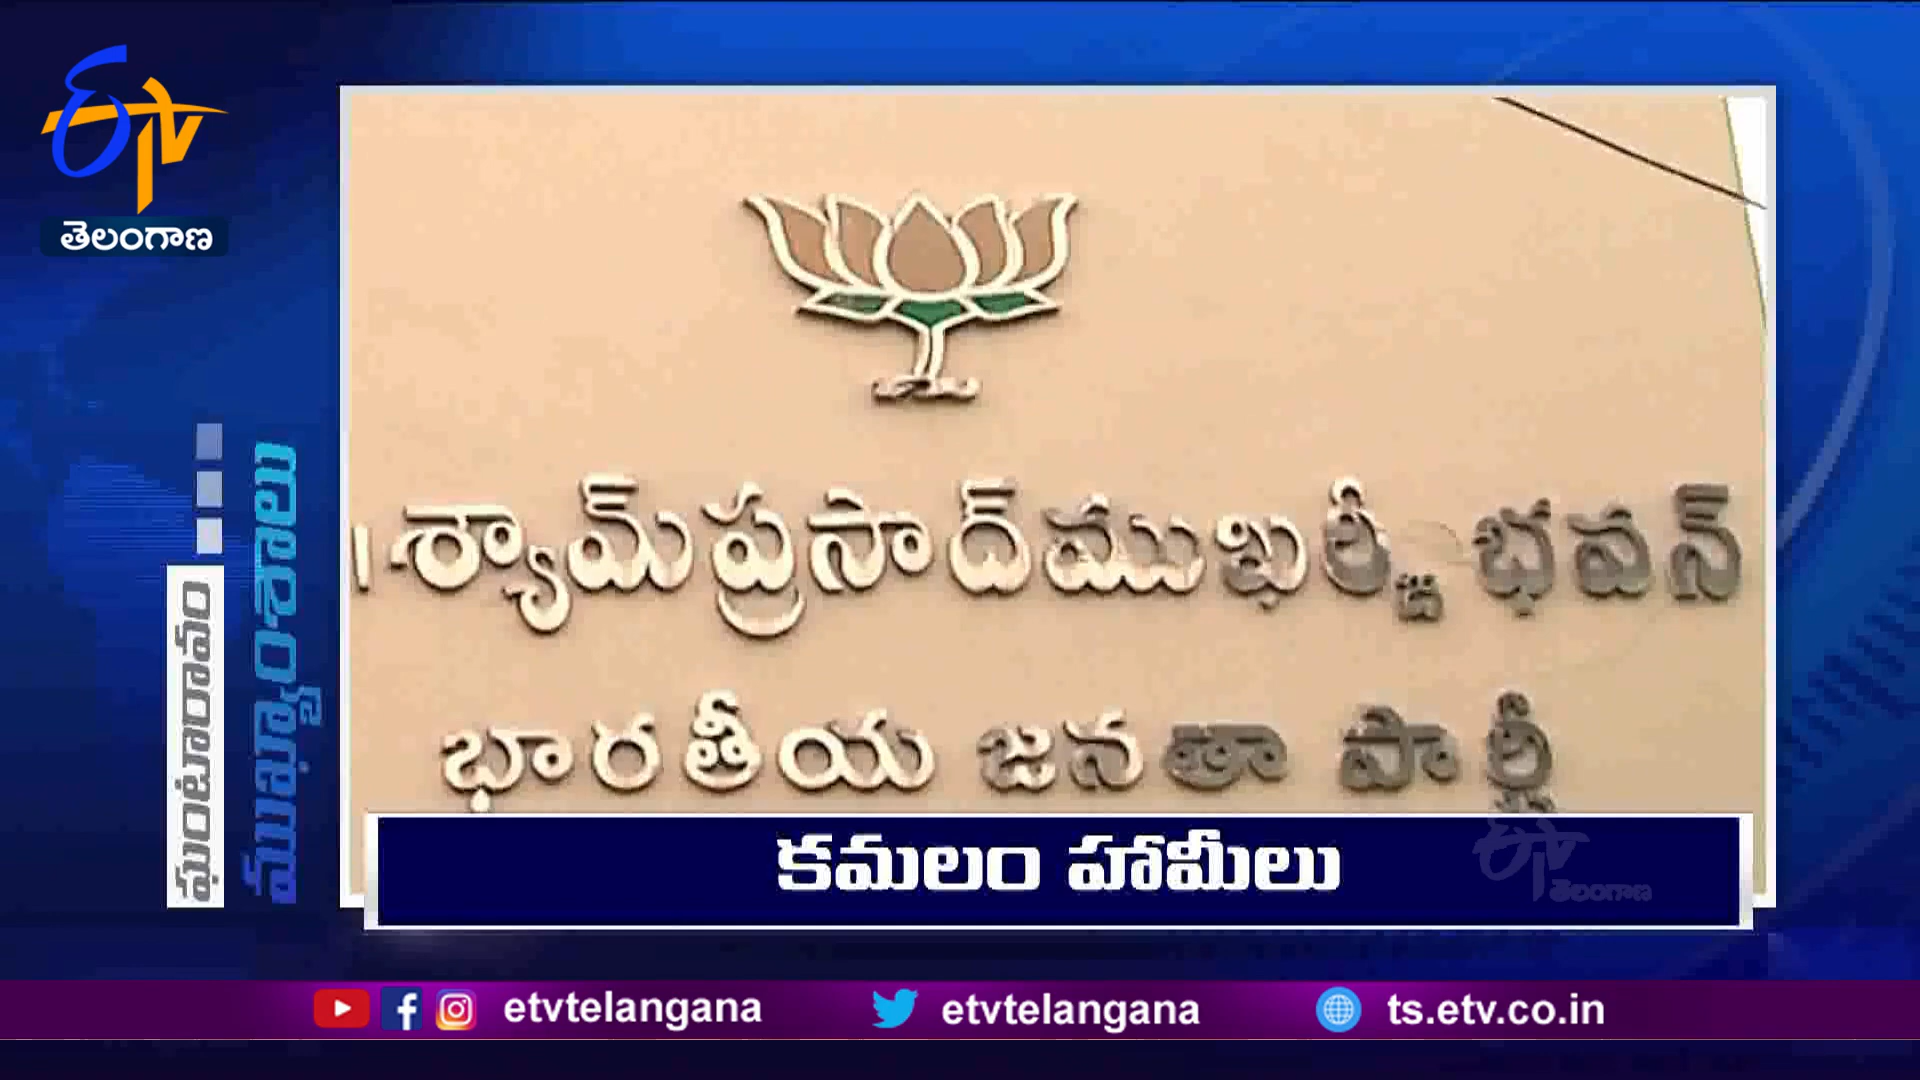 ETV
తెలంగాణ
శ్యామ్ ప్రసాద్ ముఖర్జీ భవన్
భారతీయ జనతా పార్టీ
కమలం హామీలు
ఘంటారావం
ముఖ్యాంశాలు
etvtelangana
etvtelangana
ts.etv.co.in